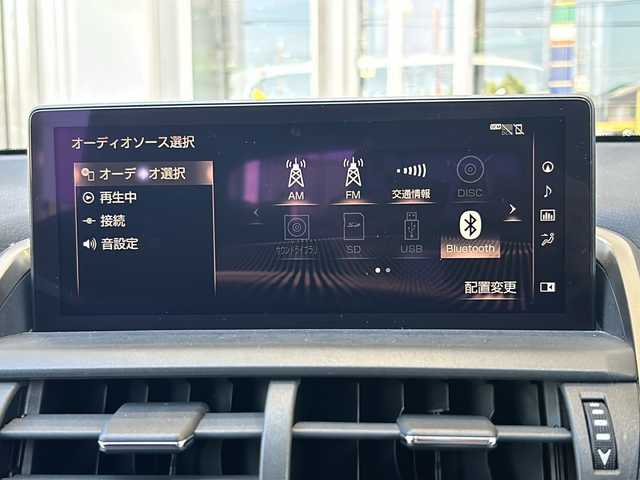 オーディオソース選択
オーディオ選択
再生中
接続
音設定
AM
FM
交通情報
DISC
サウンドライブラリ
SD
USB
Bluetooth
配置変更